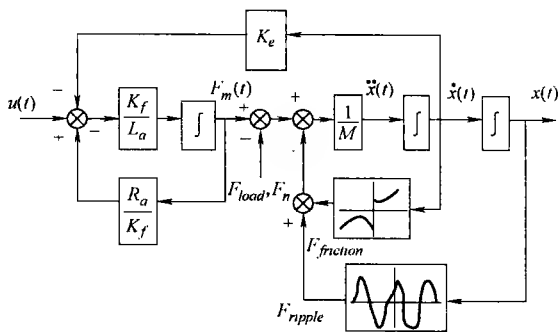 K_e
u(t)
−
+
−
K_f
L_a
∫
F_m(t)
+
−
+
1
M
ẍ(t)
∫
ẋ(t)
∫
x(t)
R_a
K_f
F_load, F_n
+
F_friction
F_ripple